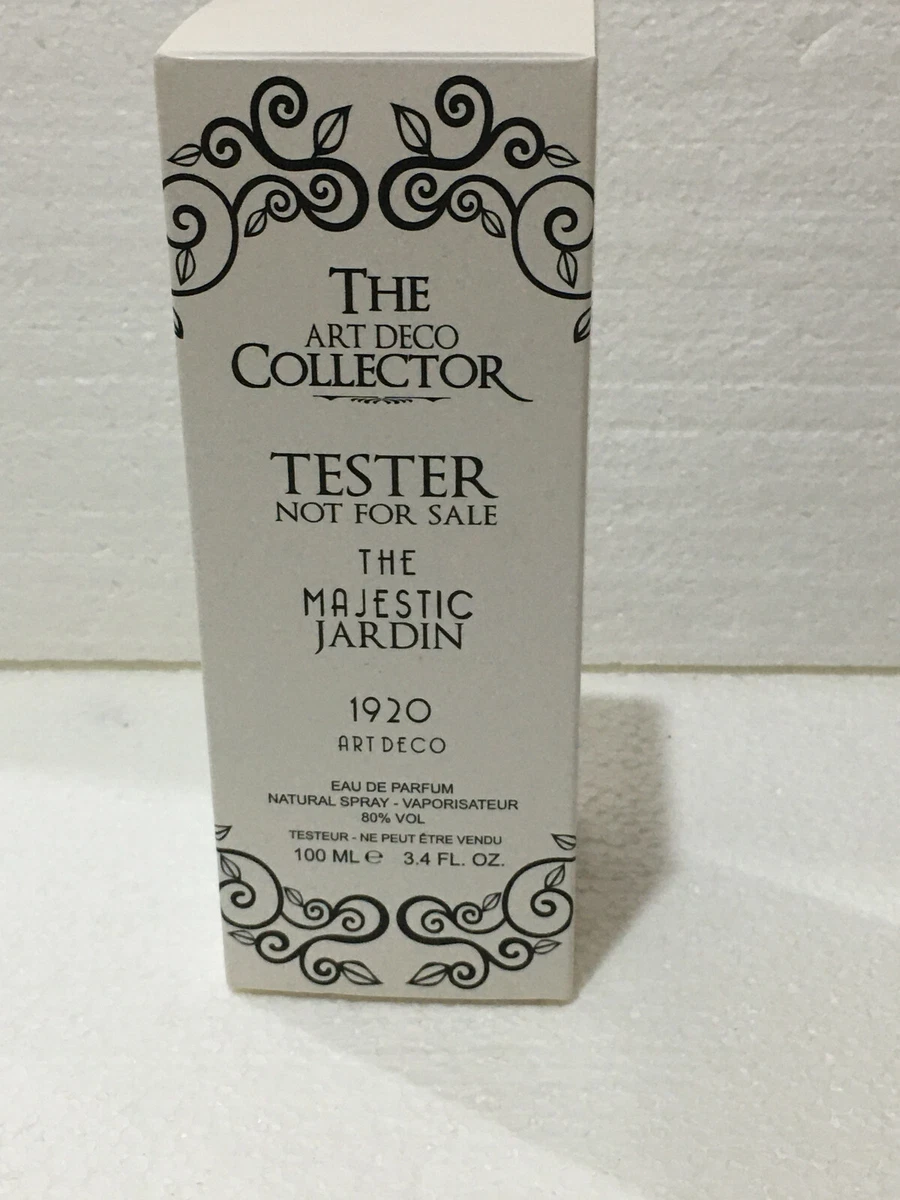 THE
ART DECO
COLLECTOR
TESTER
NOT FOR SALE
THE
MAJESTIC
JARDIN
1920
ART DECO
EAU DE PARFUM
NATURAL SPRAY - VAPORISATEUR
80% VOL
TESTEUR - NE PEUT ÊTRE VENDU
100 ML ℮ 3.4 FL. OZ.